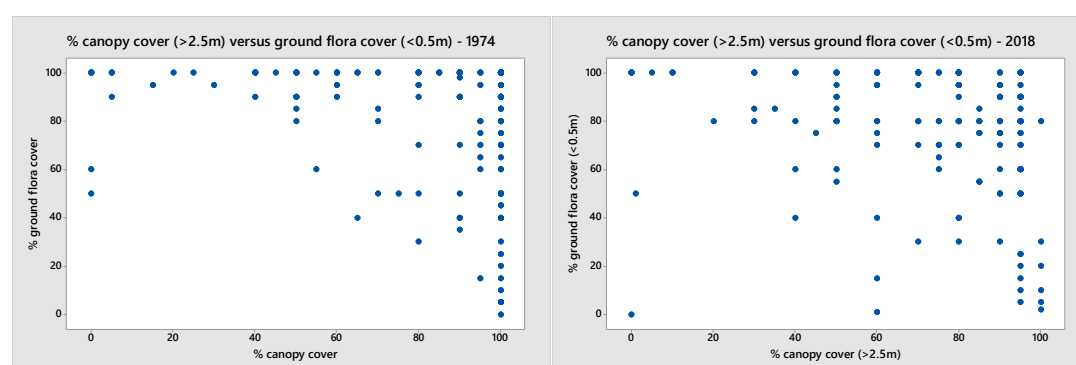 % canopy cover (>2.5m) versus ground flora cover (<0.5m) - 1974
100
80
60
40
20
0
% ground flora cover
0 20 40 60 80 100
% canopy cover
% canopy cover (>2.5m) versus ground flora cover (<0.5m) - 2018
100
80
60
40
20
0
% ground flora cover (<0.5m)
0 20 40 60 80 100
% canopy cover (>2.5m)